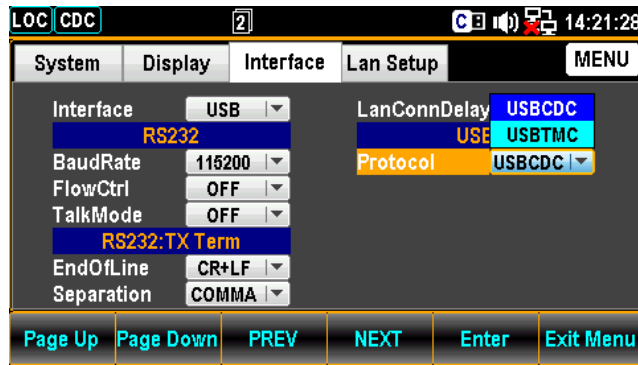 LOC CDC 2 C 14:21:28
System Display Interface Lan Setup MENU
Interface USB
RS232
BaudRate 115200
FlowCtrl OFF
TalkMode OFF
RS232:TX Term
EndOfLine CR+LF
Separation COMMA
LanConnDelay USBCDC
USB USBTMC
Protocol USBCDC
Page Up Page Down PREV NEXT Enter Exit Menu